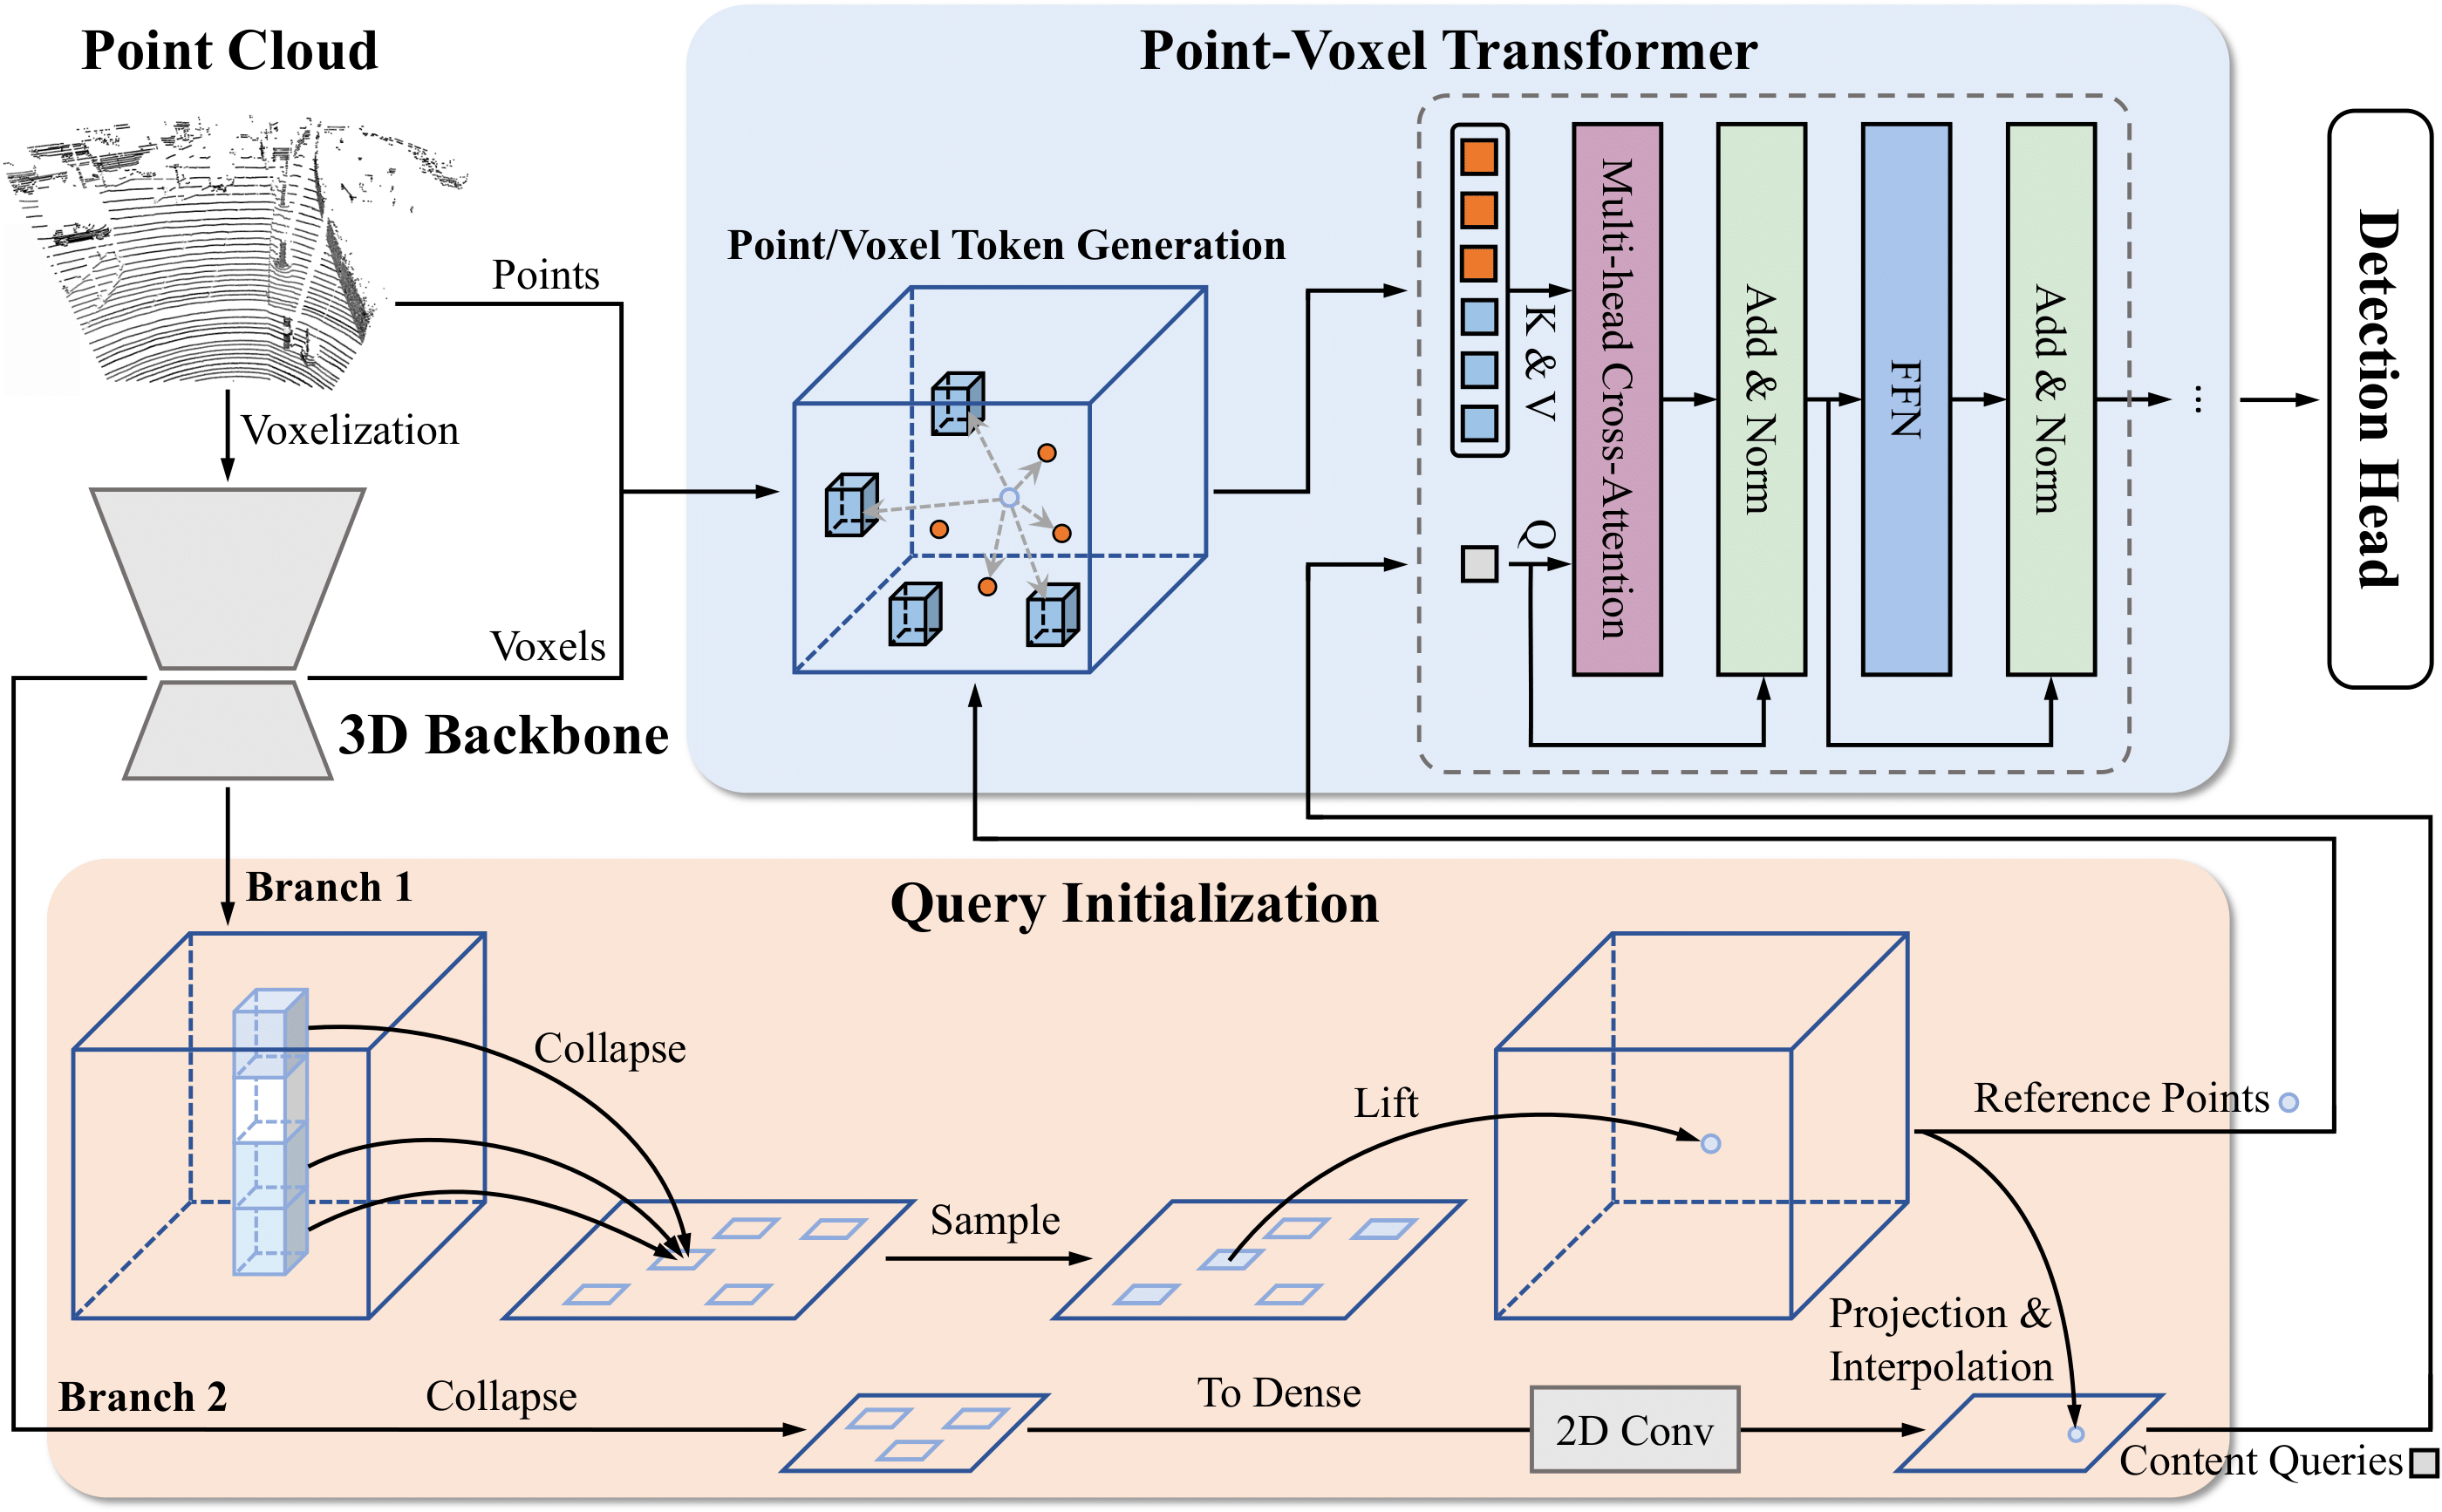 Point Cloud
Point-Voxel Transformer
Point/Voxel Token Generation
Points
Voxelization
Voxels
3D Backbone
K & V
Q
Multi-head Cross-Attention
Add & Norm
FFN
Add & Norm
...
Detection Head
Branch 1
Query Initialization
Collapse
Sample
Lift
Reference Points
Projection &
Interpolation
Branch 2
Collapse
To Dense
2D Conv
Content Queries